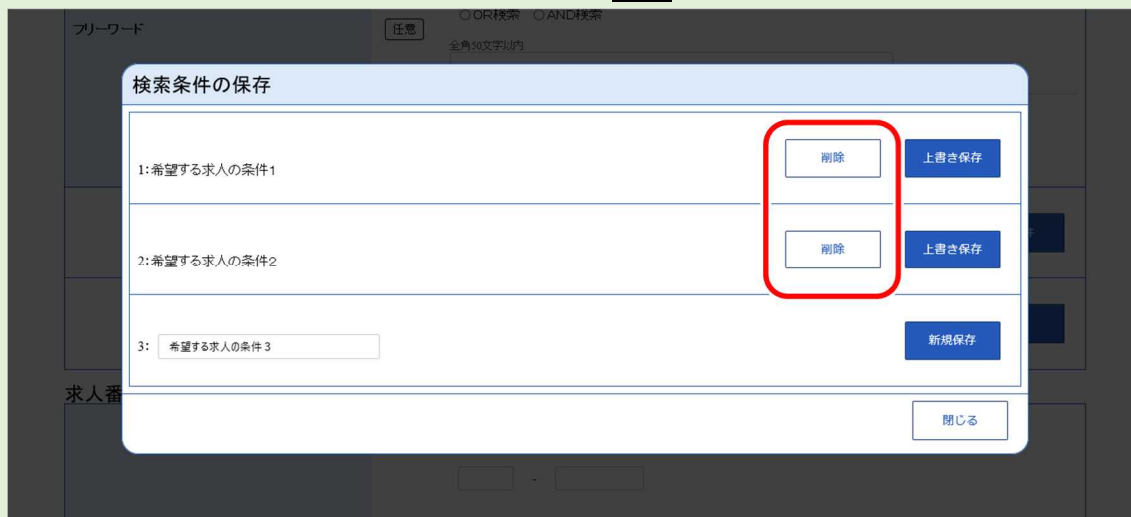 ○OR検索 ○AND検索
フリーワード
任意
全角50文字以内
検索条件の保存
1:希望する求人の条件1
削除
上書き保存
2:希望する求人の条件2
削除
上書き保存
3:
希望する求人の条件３
新規保存
求人番
閉じる
-